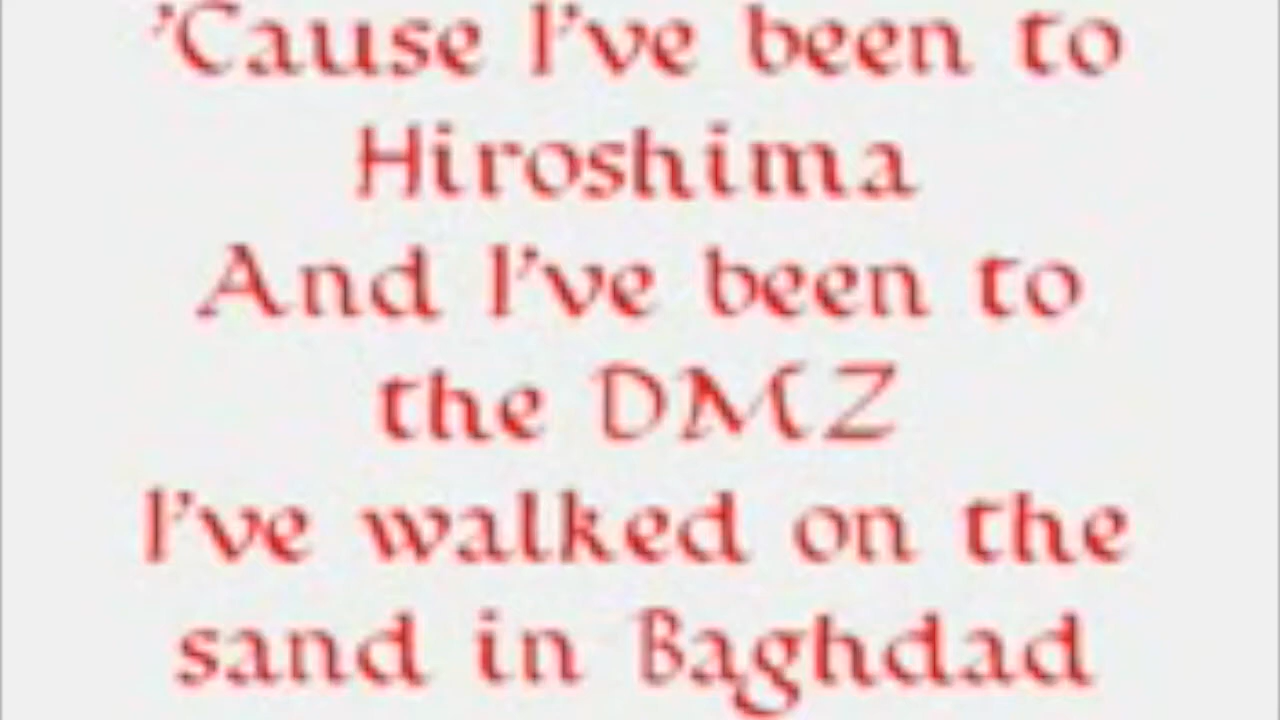 'Cause I've been to
Hiroshima
And I've been to
the DMZ
I've walked on the
sand in Baghdad